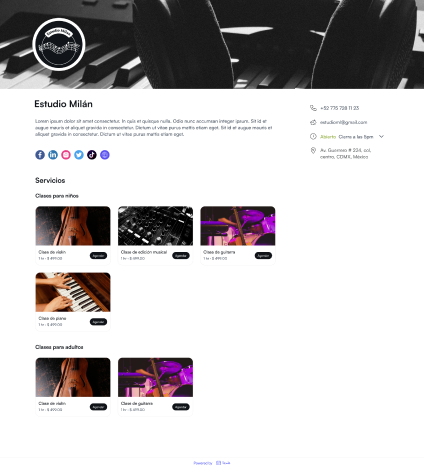 Estudio Milán
Estudio Milán
Lorem ipsum dolor sit amet consectetur. In quis et quisque nulla. Odio nunc accumsan integer ipsum. Sit id et
augue mauris et aliquet gravida in consectetur. Dictum ut vitae purus mattis etiam eget. Sit id et augue mauris et
aliquet gravida in consectetur. Dictum ut vitae purus mattis etiam eget.
+52 775 728 11 23
estudioml@gmail.com
Abierto Cierra a las 8pm
Av. Guerrero # 224, col.
centro, CDMX, México
Servicios
Clases para niños
Clase de violín
1 hr · $ 499.00
Agendar
Clase de edición musical
1 hr · $ 499.00
Agendar
Clase de guitarra
1 hr · $ 499.00
Agendar
Clase de piano
1 hr · $ 499.00
Agendar
Clases para adultos
Clase de violín
1 hr · $ 499.00
Agendar
Clase de guitarra
1 hr · $ 499.00
Agendar
Powered by